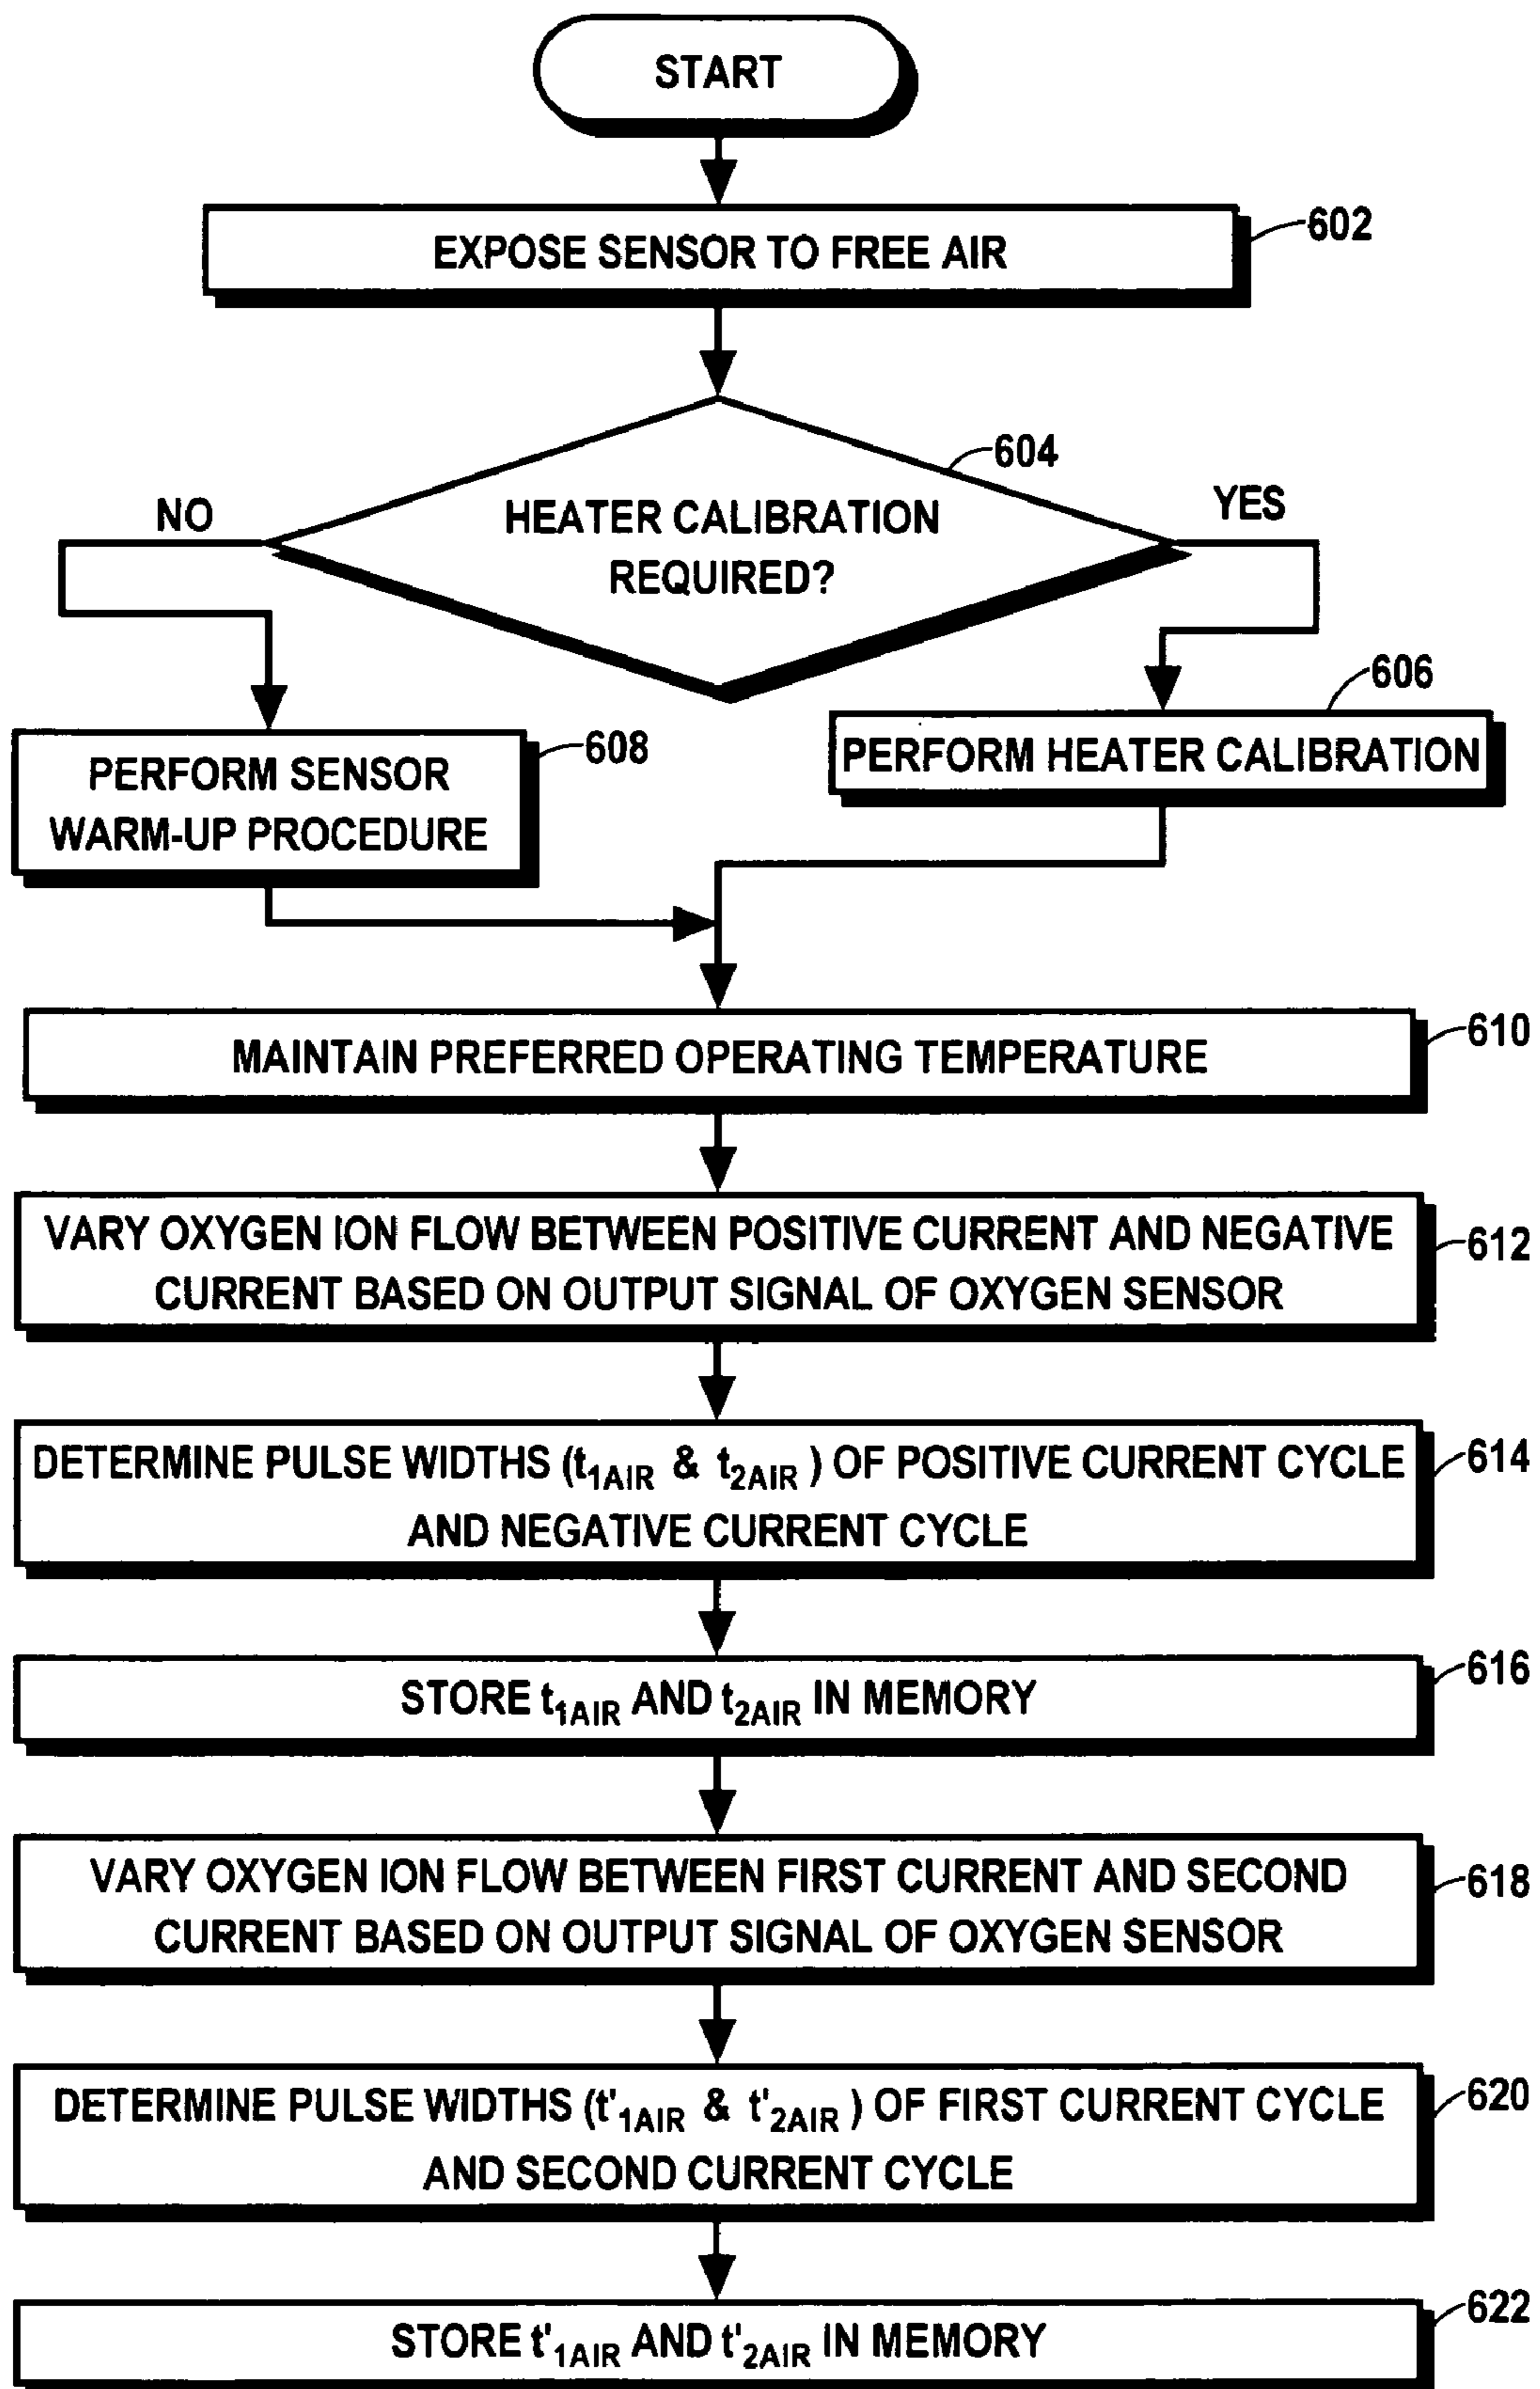 START
EXPOSE SENSOR TO FREE AIR
602
604
HEATER CALIBRATION
REQUIRED?
NO
YES
606
PERFORM HEATER CALIBRATION
608
PERFORM SENSOR
WARM-UP PROCEDURE
610
MAINTAIN PREFERRED OPERATING TEMPERATURE
VARY OXYGEN ION FLOW BETWEEN POSITIVE CURRENT AND NEGATIVE
CURRENT BASED ON OUTPUT SIGNAL OF OXYGEN SENSOR
612
DETERMINE PULSE WIDTHS (t1AIR & t2AIR ) OF POSITIVE CURRENT CYCLE
AND NEGATIVE CURRENT CYCLE
614
STORE t1AIR AND t2AIR IN MEMORY
616
VARY OXYGEN ION FLOW BETWEEN FIRST CURRENT AND SECOND
CURRENT BASED ON OUTPUT SIGNAL OF OXYGEN SENSOR
618
DETERMINE PULSE WIDTHS (t'1AIR & t'2AIR ) OF FIRST CURRENT CYCLE
AND SECOND CURRENT CYCLE
620
STORE t'1AIR AND t'2AIR IN MEMORY
622